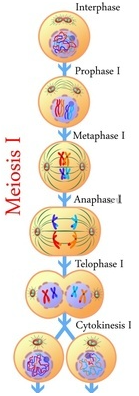 Interphase
Prophase I
Metaphase I
Meiosis I
Anaphase I
Telophase I
Cytokinesis I